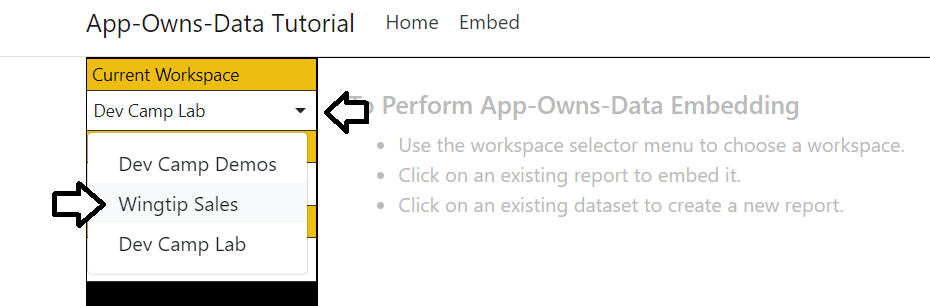 App-Owns-Data Tutorial Home Embed
Current Workspace
Dev Camp Lab
Dev Camp Demos
Wingtip Sales
Dev Camp Lab
To Perform App-Owns-Data Embedding
Use the workspace selector menu to choose a workspace.
Click on an existing report to embed it.
Click on an existing dataset to create a new report.